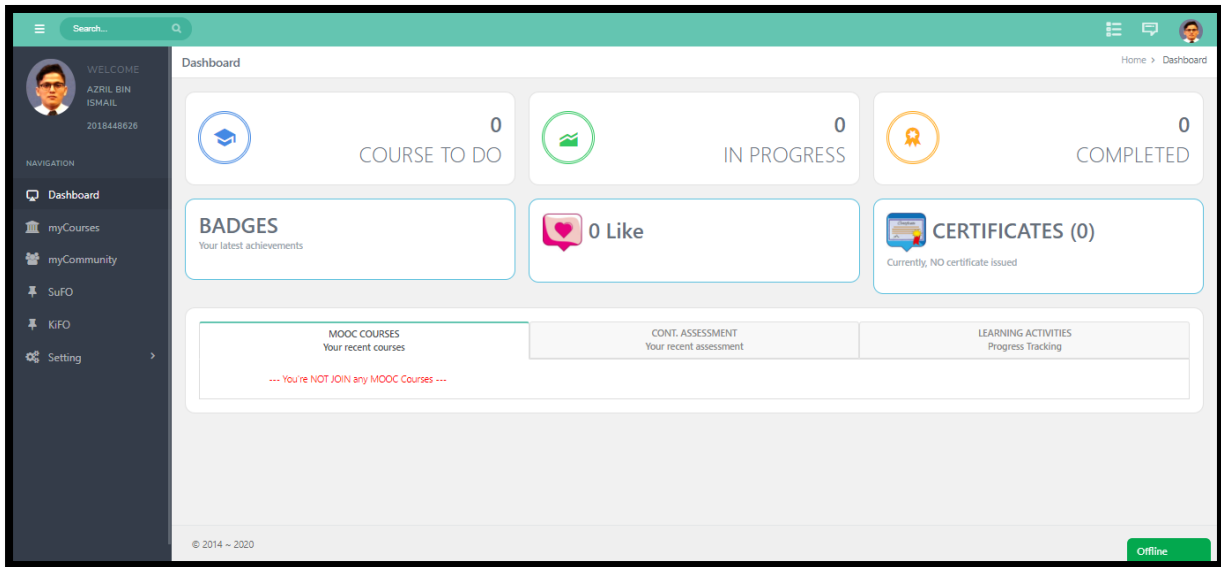 Search...
WELCOME
AZRIL BIN
ISMAIL
2018448626
NAVIGATION
Dashboard
myCourses
myCommunity
SuFO
KiFO
Setting
Dashboard
Home > Dashboard
0
COURSE TO DO
0
IN PROGRESS
0
COMPLETED
BADGES
Your latest achievements
0 Like
CERTIFICATES (0)
Currently, NO certificate issued
MOOC COURSES
Your recent courses
CONT. ASSESSMENT
Your recent assessment
LEARNING ACTIVITIES
Progress Tracking
--- You're NOT JOIN any MOOC Courses ---
© 2014 ~ 2020
Offline